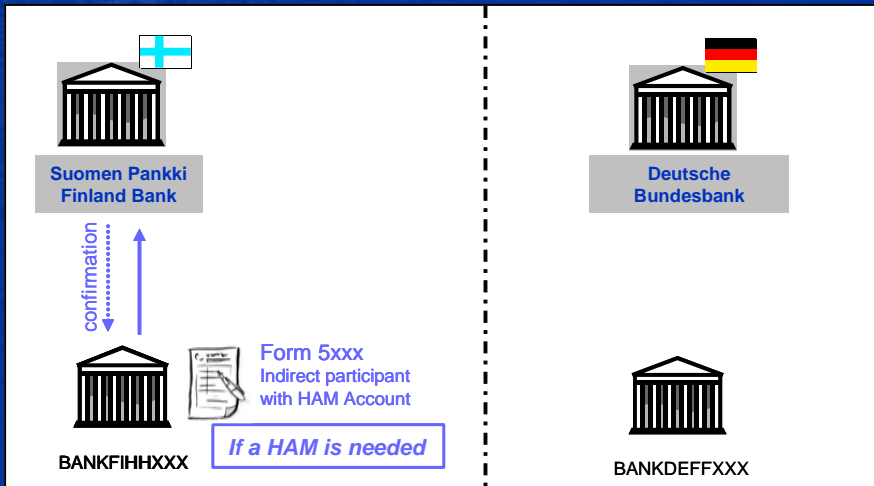 Suomen Pankki
Finland Bank
Deutsche
Bundesbank
confirmation
Form 5xxx
Indirect participant
with HAM Account
If a HAM is needed
BANKFIHHXXX
BANKDEFFXXX